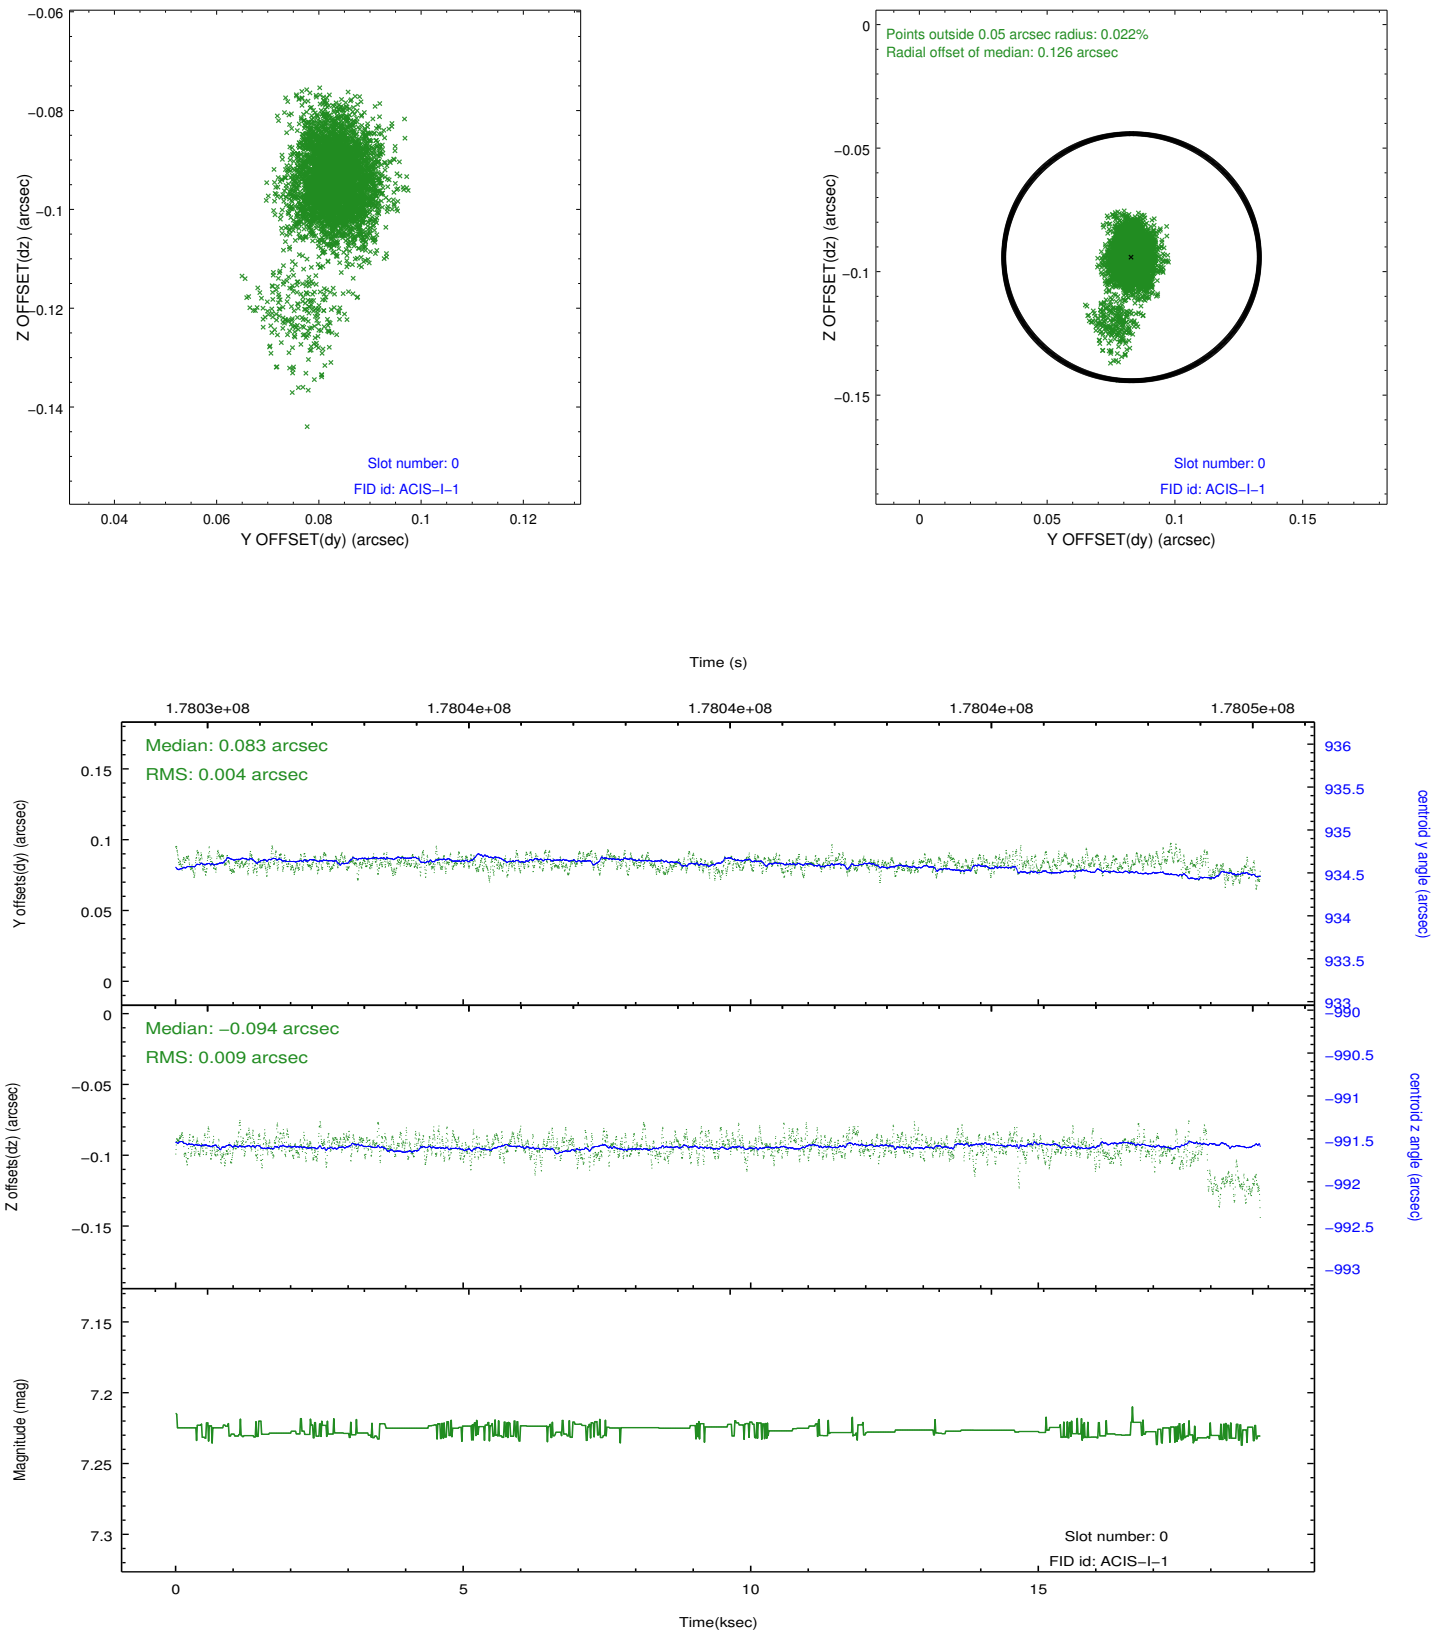 −0.06
−0.08
−0.1
−0.12
−0.14
Z OFFSET(dz) (arcsec)
Slot number: 0
FID id: ACIS−I−1
0.04 0.06 0.08 0.1 0.12
Y OFFSET(dy) (arcsec)
Points outside 0.05 arcsec radius: 0.022%
Radial offset of median: 0.126 arcsec
0
−0.05
−0.1
−0.15
Z OFFSET(dz) (arcsec)
Slot number: 0
FID id: ACIS−I−1
0 0.05 0.1 0.15
Y OFFSET(dy) (arcsec)
Time (s)
1.7803e+08 1.7804e+08 1.7804e+08 1.7804e+08 1.7805e+08
Median: 0.083 arcsec
RMS: 0.004 arcsec
0.15
0.1
0.05
0
Y offsets(dy) (arcsec)
936
935.5
935
934.5
934
933.5
933
centroid y angle (arcsec)
Median: −0.094 arcsec
RMS: 0.009 arcsec
0
−0.05
−0.1
−0.15
Z offsets(dz) (arcsec)
−990
−990.5
−991
−991.5
−992
−992.5
−993
centroid z angle (arcsec)
7.15
7.2
7.25
7.3
Magnitude (mag)
Slot number: 0
FID id: ACIS−I−1
0 5 10 15
Time(ksec)